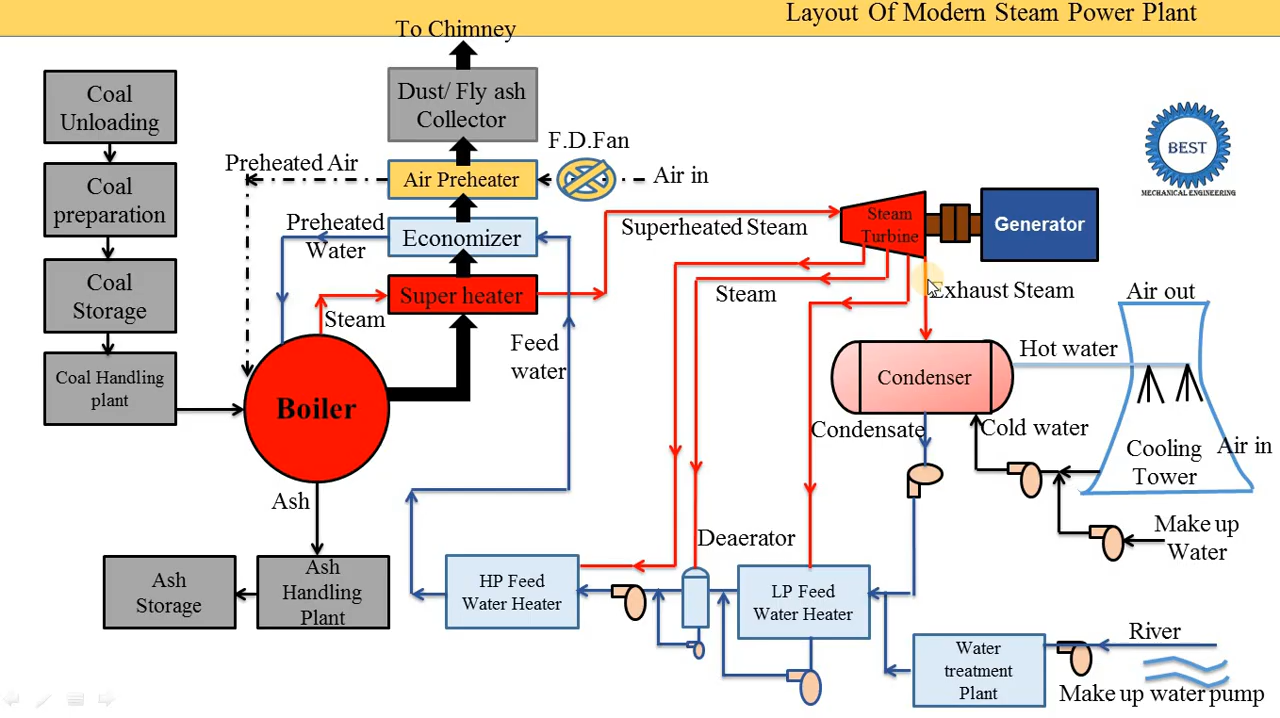 Layout Of Modern Steam Power Plant
To Chimney
Coal
Unloading
Dust/ Fly ash
Collector
F.D.Fan
BEST
MECHANICAL ENGINEERING
Preheated Air
Air Preheater
Air in
Coal
preparation
Preheated
Water
Economizer
Superheated Steam
Steam
Turbine
Generator
Coal
Storage
Steam
Super heater
Steam
Exhaust Steam
Air out
Feed
water
Hot water
Coal Handling
plant
Boiler
Condenser
Condensate
Cold water
Cooling
Tower
Air in
Ash
Make up
Water
Deaerator
Ash
Storage
Ash
Handling
Plant
HP Feed
Water Heater
LP Feed
Water Heater
River
Water
treatment
Plant
Make up water pump